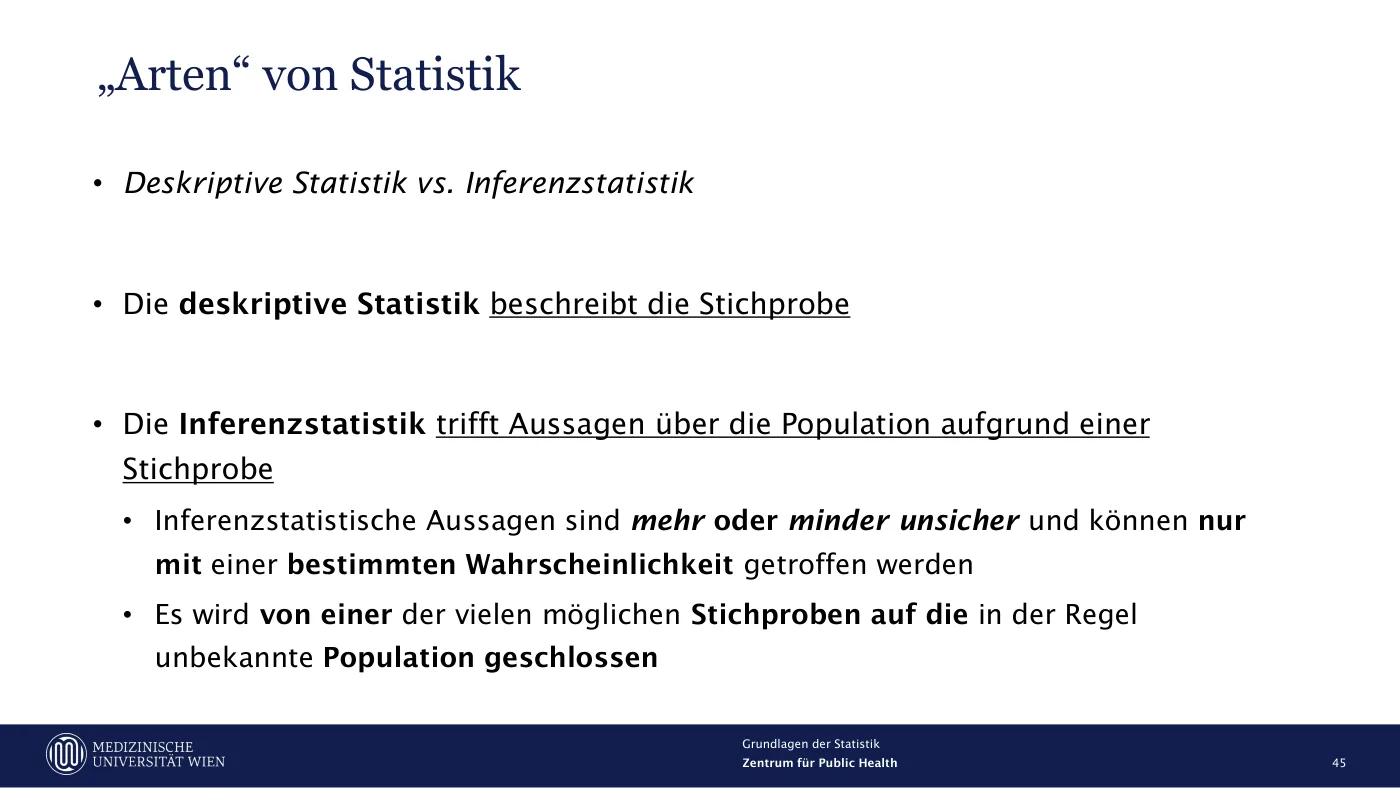 „Arten“ von Statistik
• Deskriptive Statistik vs. Inferenzstatistik
• Die deskriptive Statistik beschreibt die Stichprobe
• Die Inferenzstatistik trifft Aussagen über die Population aufgrund einer
Stichprobe
• Inferenzstatistische Aussagen sind mehr oder minder unsicher und können nur
mit einer bestimmten Wahrscheinlichkeit getroffen werden
• Es wird von einer der vielen möglichen Stichproben auf die in der Regel
unbekannte Population geschlossen
MEDIZINISCHE
UNIVERSITÄT WIEN
Grundlagen der Statistik
Zentrum für Public Health
45